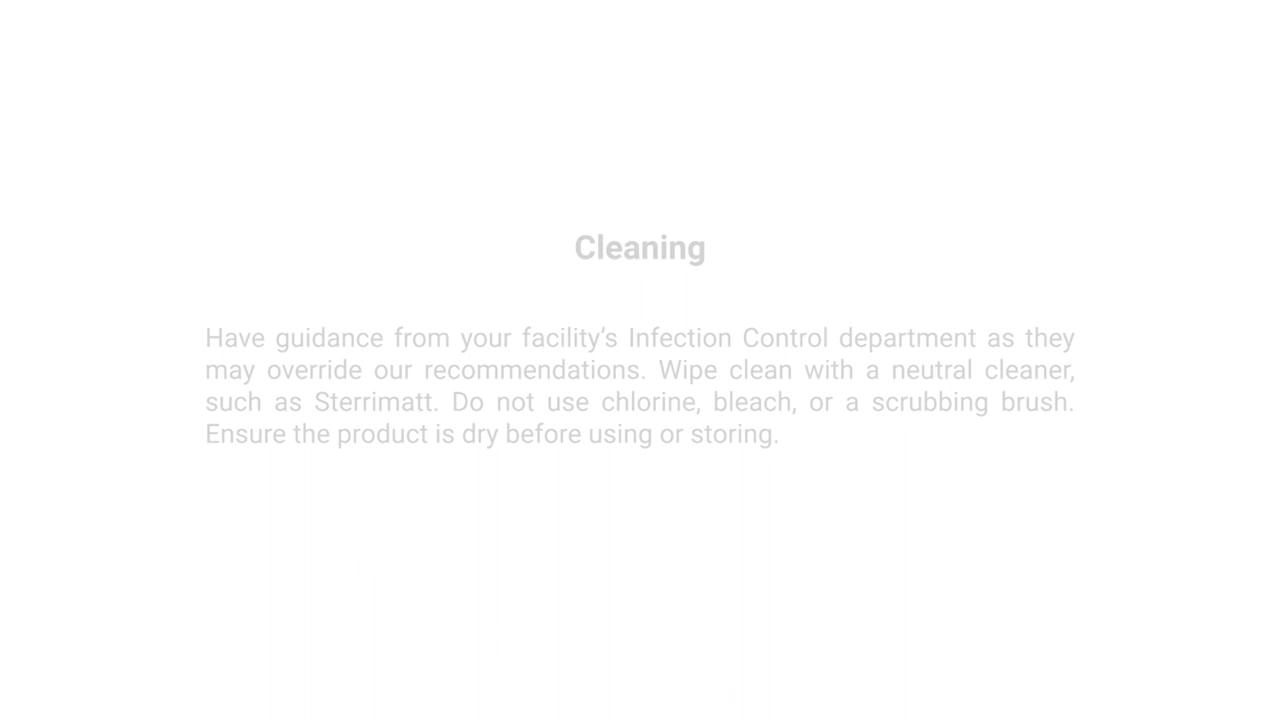 Cleaning
Have guidance from your facility’s Infection Control department as they
may override our recommendations. Wipe clean with a neutral cleaner,
such as Sterrimatt. Do not use chlorine, bleach, or a scrubbing brush.
Ensure the product is dry before using or storing.